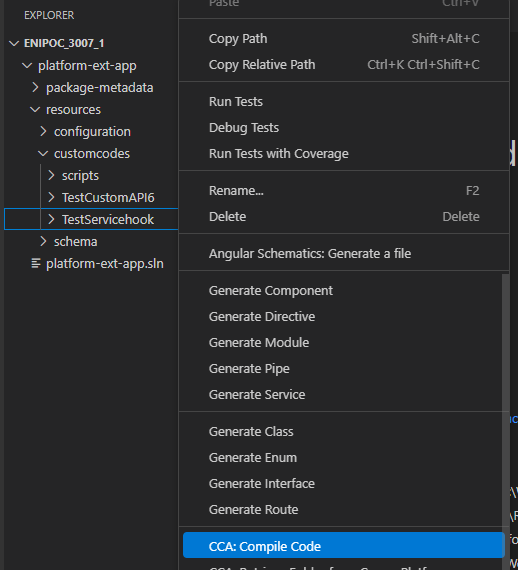 EXPLORER
ENIPOC_3007_1
platform-ext-app
package-metadata
resources
configuration
customcodes
scripts
TestCustomAPI6
TestServicehook
schema
platform-ext-app.sln
Paste Ctrl+V
Copy Path Shift+Alt+C
Copy Relative Path Ctrl+K Ctrl+Shift+C
Run Tests
Debug Tests
Run Tests with Coverage
Rename... F2
Delete Delete
Angular Schematics: Generate a file
Generate Component
Generate Directive
Generate Module
Generate Pipe
Generate Service
Generate Class
Generate Enum
Generate Interface
Generate Route
CCA: Compile Code